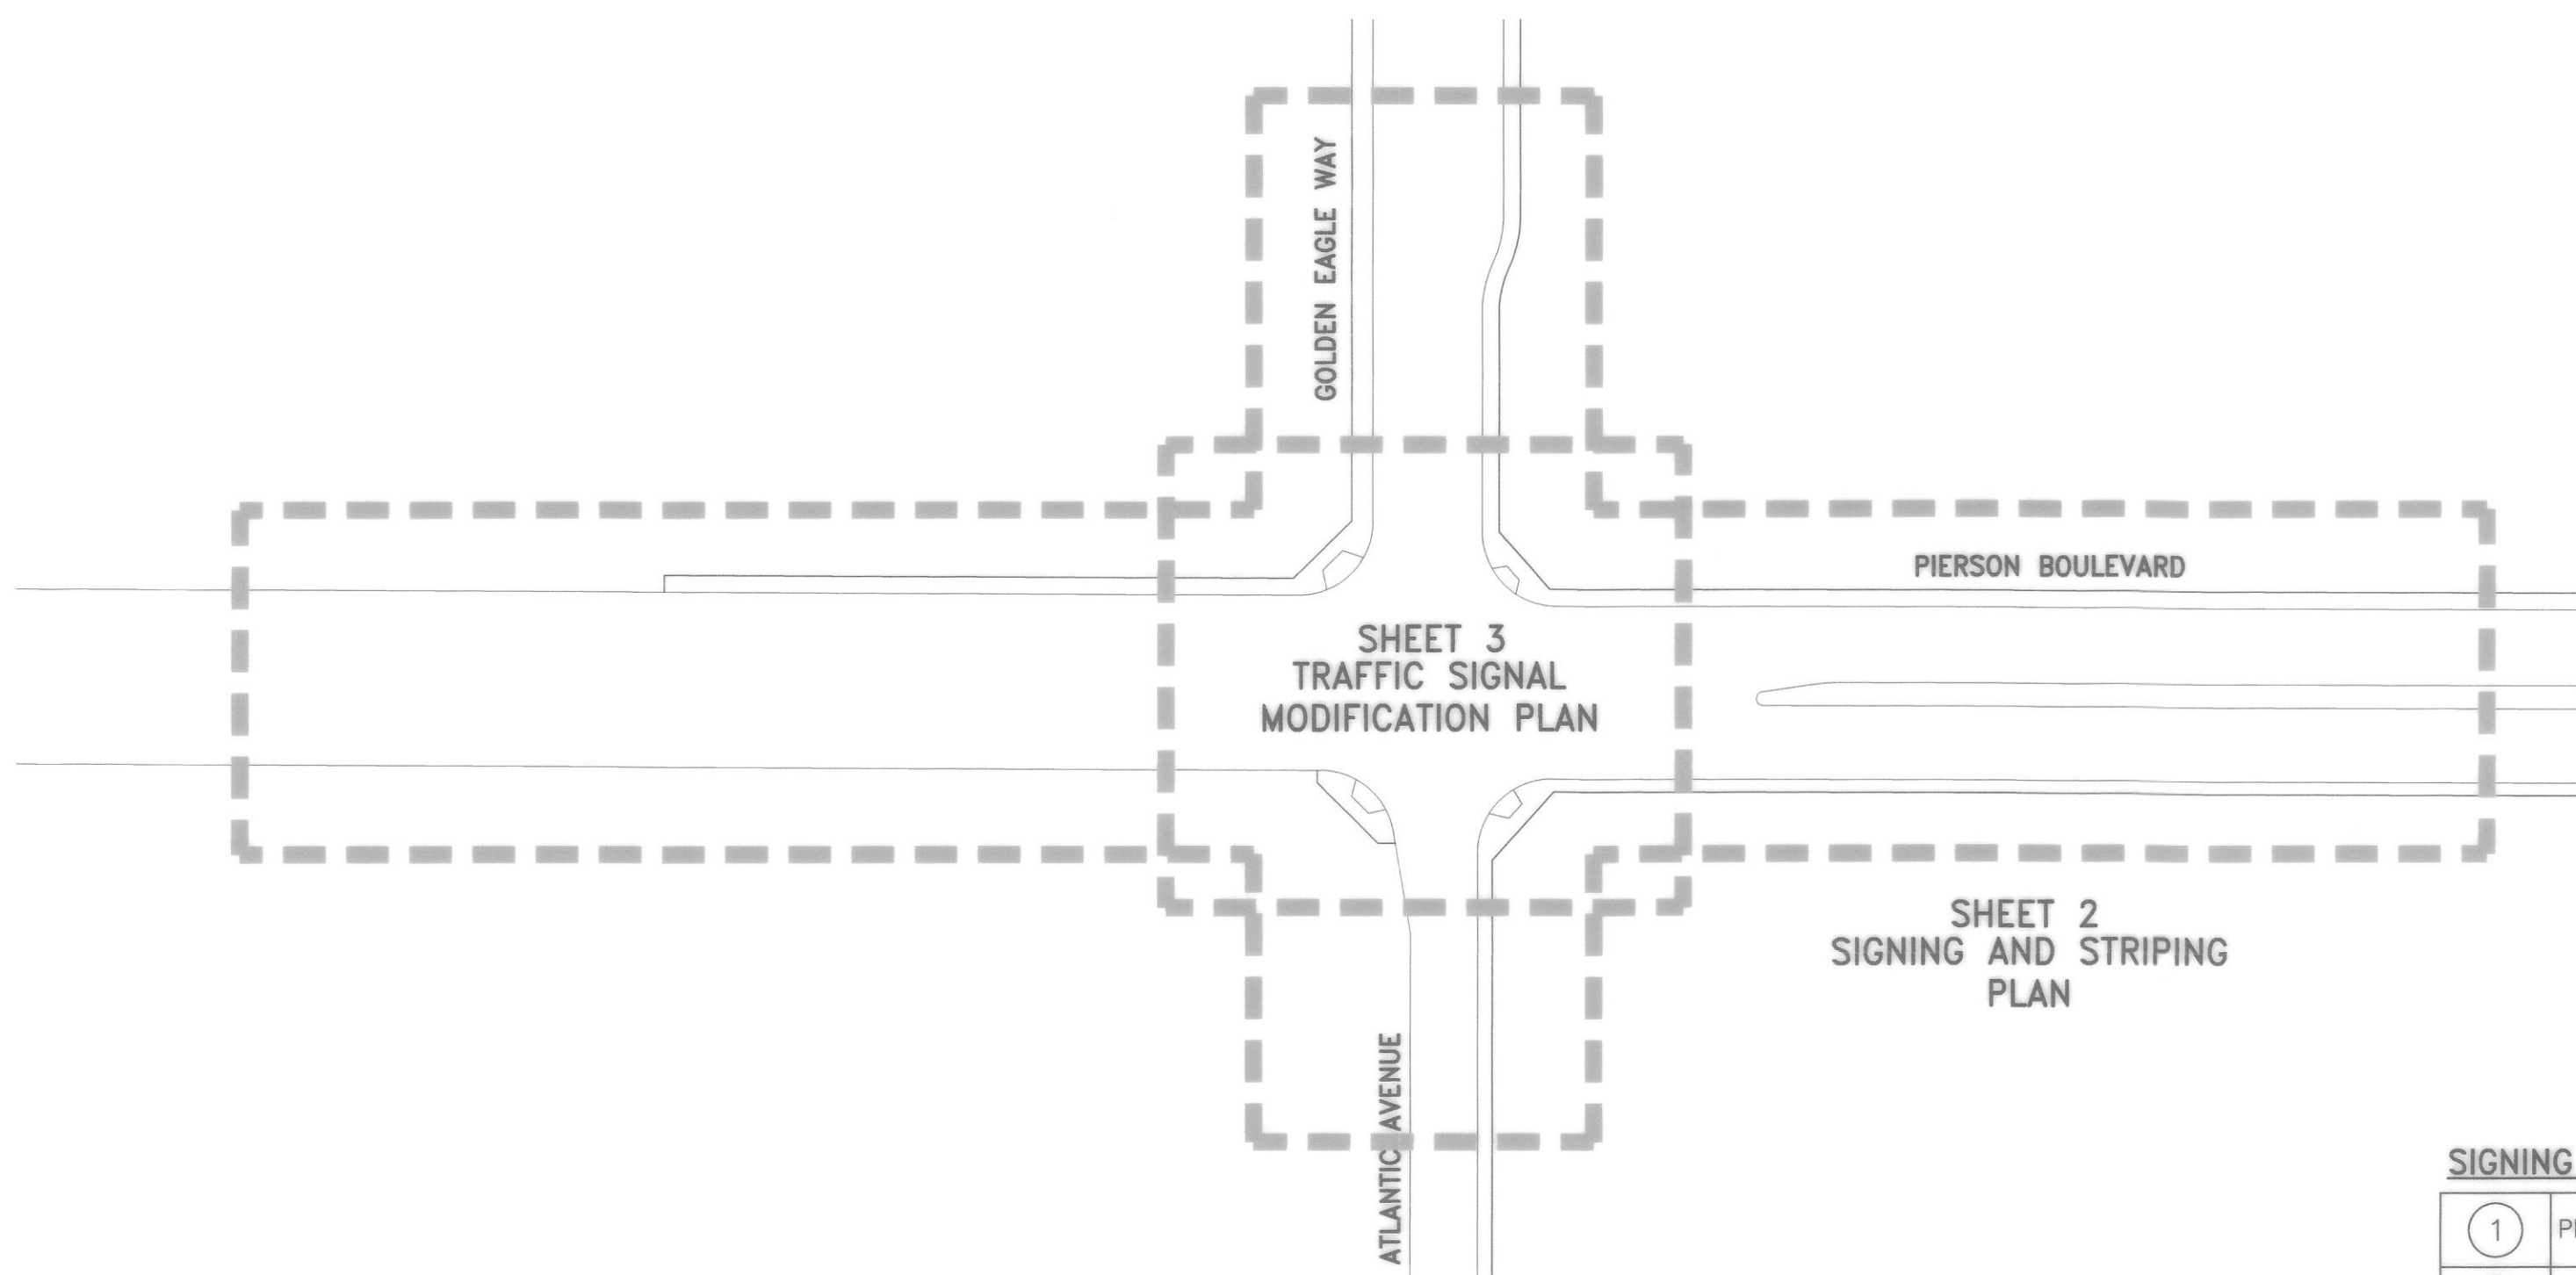 GOLDEN EAGLE WAY
PIERSON BOULEVARD
SHEET 3
TRAFFIC SIGNAL
MODIFICATION PLAN
SHEET 2
SIGNING AND STRIPING
PLAN
ATLANTIC AVENUE
SIGNING
1